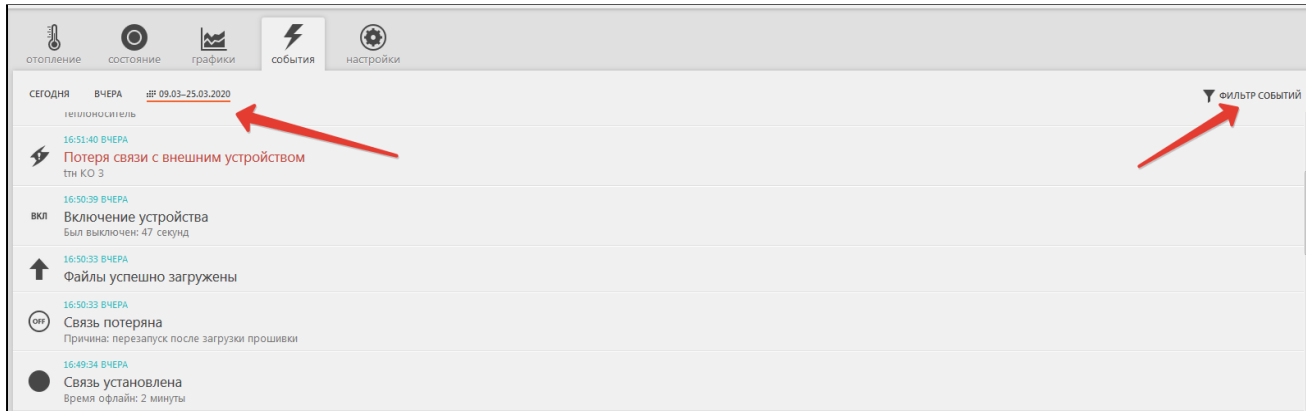 отопление состояние графики события настройки
СЕГОДНЯ ВЧЕРА 09.03–25.03.2020 ФИЛЬТР СОБЫТИЙ
теплоноситель
16:51:40 ВЧЕРА
Потеря связи с внешним устройством
ttн КО 3
16:50:39 ВЧЕРА
ВКЛ Включение устройства
Был выключен: 47 секунд
16:50:33 ВЧЕРА
Файлы успешно загружены
16:50:33 ВЧЕРА
OFF Связь потеряна
Причина: перезапуск после загрузки прошивки
16:49:34 ВЧЕРА
Связь установлена
Время офлайн: 2 минуты